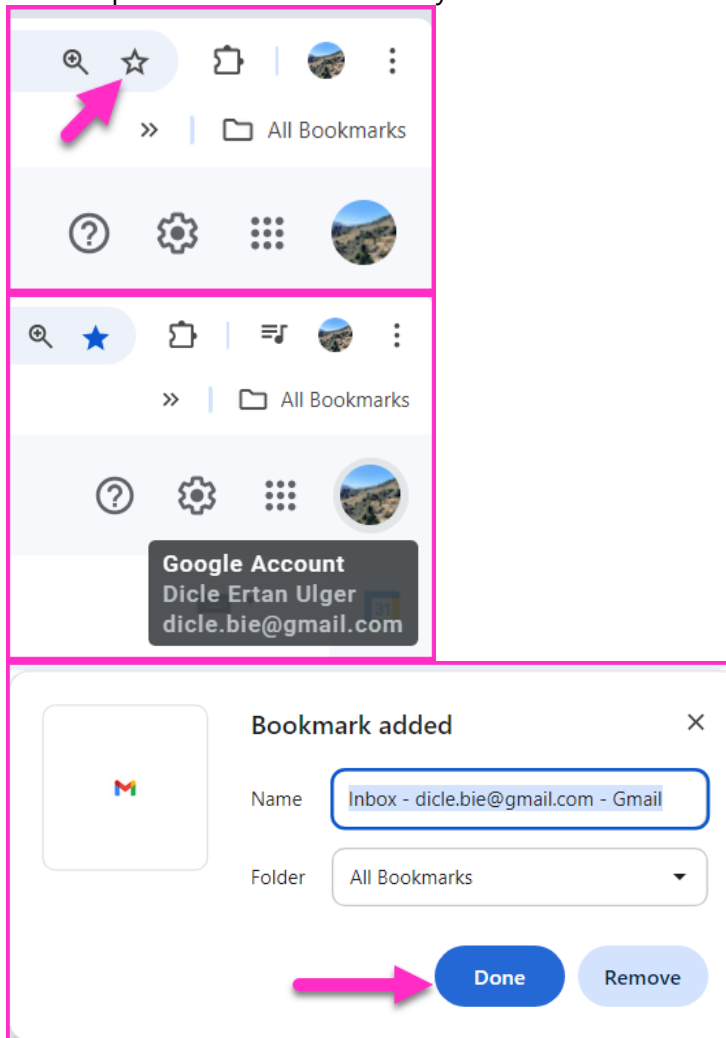 All Bookmarks
All Bookmarks
Google Account
Dicle Ertan Ulger
31
dicle.bie@gmail.com
Bookmark added
Name Inbox - dicle.bie@gmail.com - Gmail
Folder All Bookmarks
Done Remove